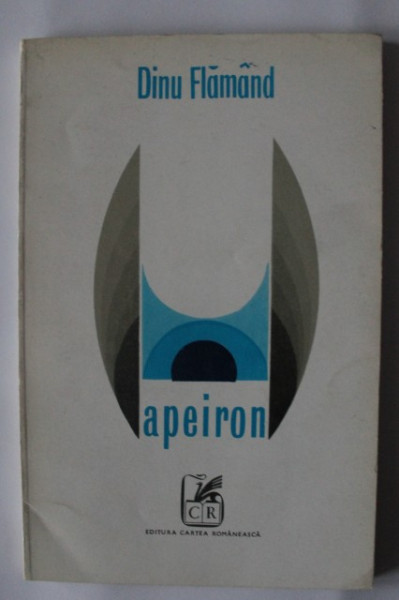 Dinu Flămând
apeiron
CR
EDITURA CARTEA ROMÂNEASCĂ